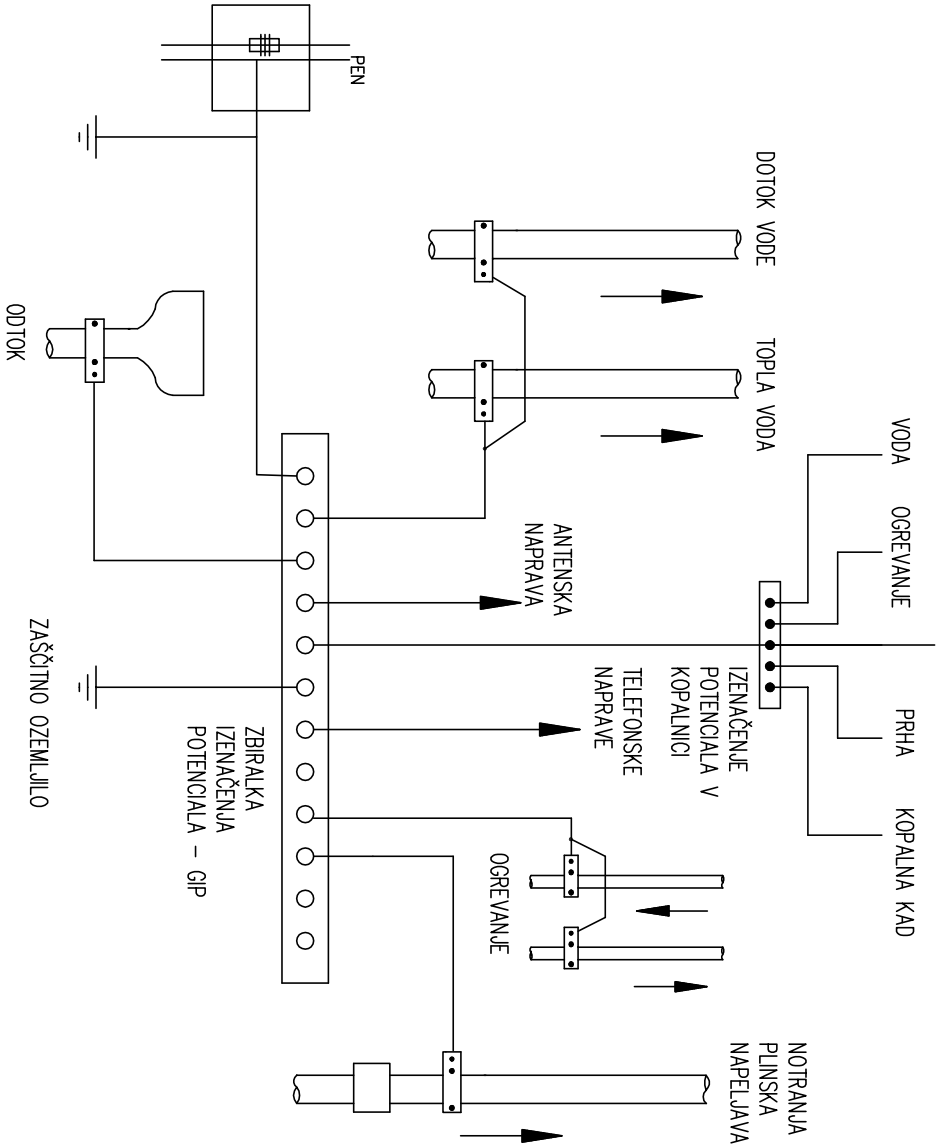 PEN
DOTOK VODE
TOPLA VODA
ODTOK
VODA
OGREVANJE
PRHA
KOPALNA KAD
IZENAČENJE
POTENCIALA V
KOPALNICI
ANTENSKA
NAPRAVA
TELEFONSKE
NAPRAVE
ZAŠČITNO OZEMLJILO
ZBIRALKA
IZENAČENJA
POTENCIALA - GIP
OGREVANJE
NOTRANJA
PLINSKA
NAPELJAVA